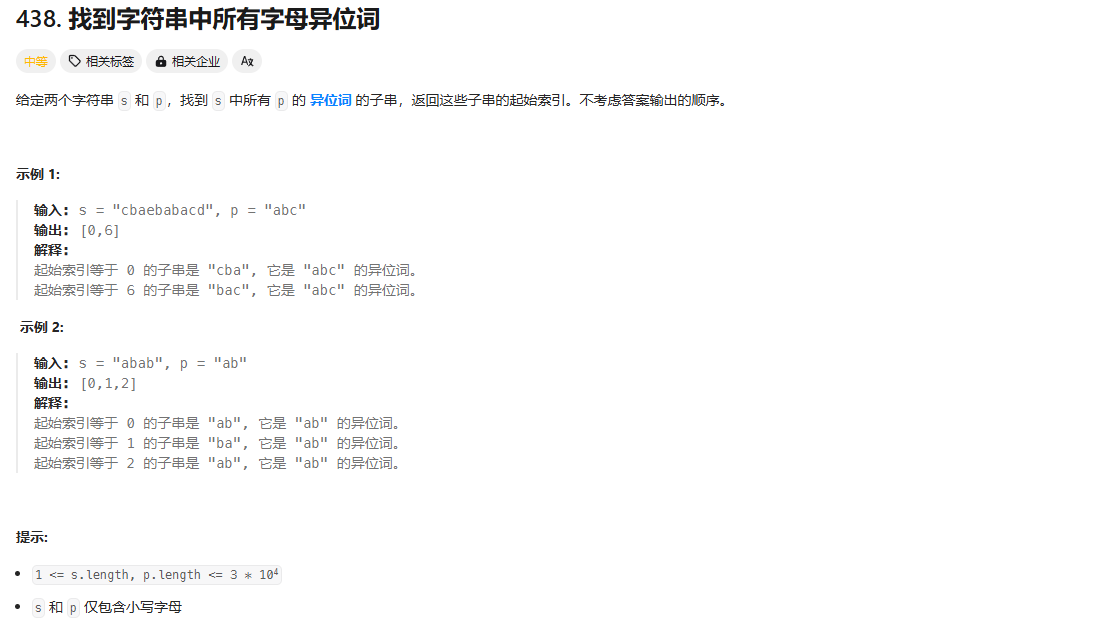 438. 找到字符串中所有字母异位词
中等 相关标签 相关企业 Aあ
给定两个字符串 s 和 p，找到 s 中所有 p 的 异位词 的子串，返回这些子串的起始索引。不考虑答案输出的顺序。
示例 1:
输入: s = "cbaebabacd", p = "abc"
输出: [0,6]
解释:
起始索引等于 0 的子串是 "cba", 它是 "abc" 的异位词。
起始索引等于 6 的子串是 "bac", 它是 "abc" 的异位词。
示例 2:
输入: s = "abab", p = "ab"
输出: [0,1,2]
解释:
起始索引等于 0 的子串是 "ab", 它是 "ab" 的异位词。
起始索引等于 1 的子串是 "ba", 它是 "ab" 的异位词。
起始索引等于 2 的子串是 "ab", 它是 "ab" 的异位词。
提示:
• 1 <= s.length, p.length <= 3 * 10⁴
• s 和 p 仅包含小写字母